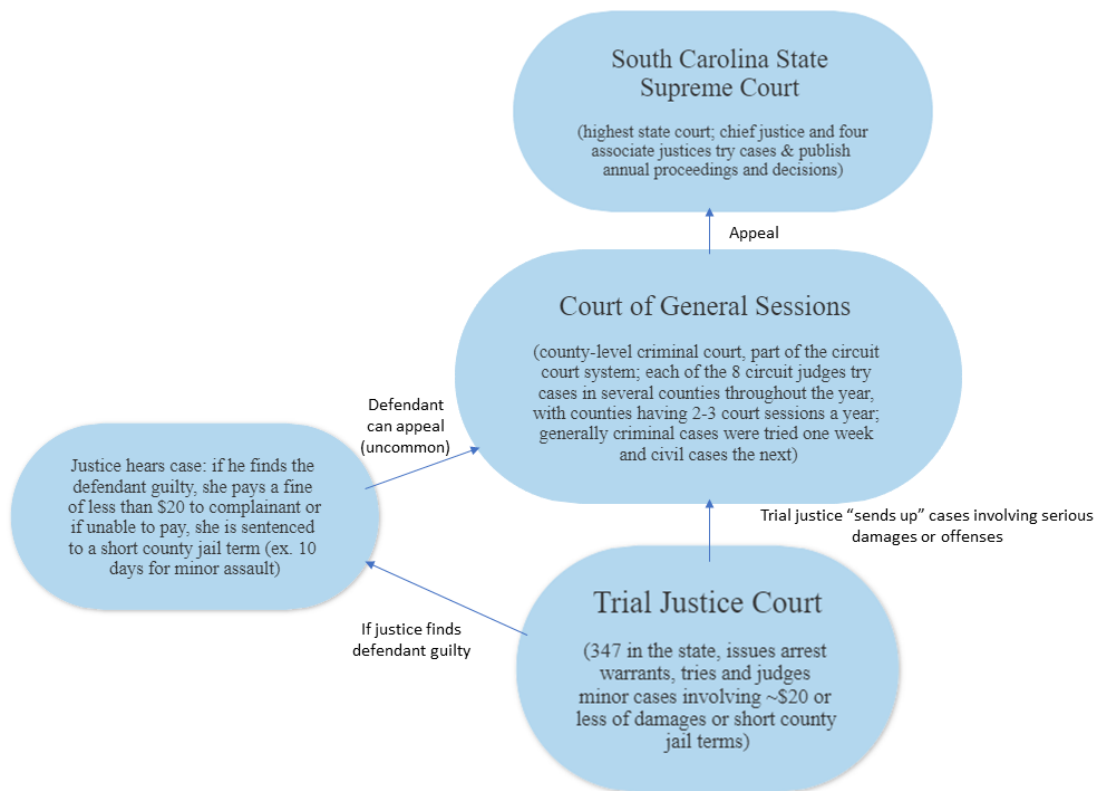 South Carolina State
Supreme Court
(highest state court; chief justice and four
associate justices try cases & publish
annual proceedings and decisions)
Appeal
Court of General Sessions
(county-level criminal court, part of the circuit
court system; each of the 8 circuit judges try
cases in several counties throughout the year,
with counties having 2-3 court sessions a year;
generally criminal cases were tried one week
and civil cases the next)
Defendant
can appeal
(uncommon)
Justice hears case: if he finds the
defendant guilty, she pays a fine
of less than $20 to complainant or
if unable to pay, she is sentenced
to a short county jail term (ex. 10
days for minor assault)
Trial justice “sends up” cases involving serious
damages or offenses
If justice finds
defendant guilty
Trial Justice Court
(347 in the state, issues arrest
warrants, tries and judges
minor cases involving ~$20 or
less of damages or short county
jail terms)